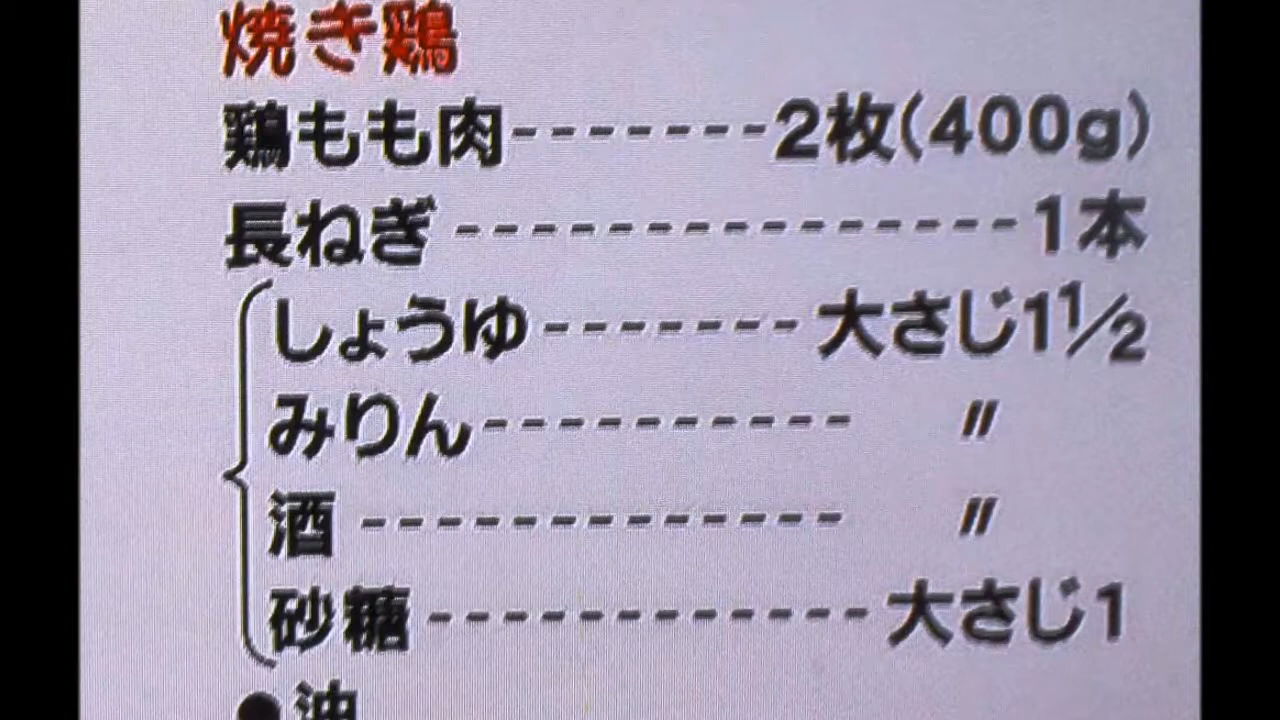 焼き鶏
鶏もも肉-------2枚(400g)
長ねぎ---------------1本
しょうゆ-------大さじ1 1/2
みりん----------〃
酒-------------〃
砂糖------------大さじ1
●油